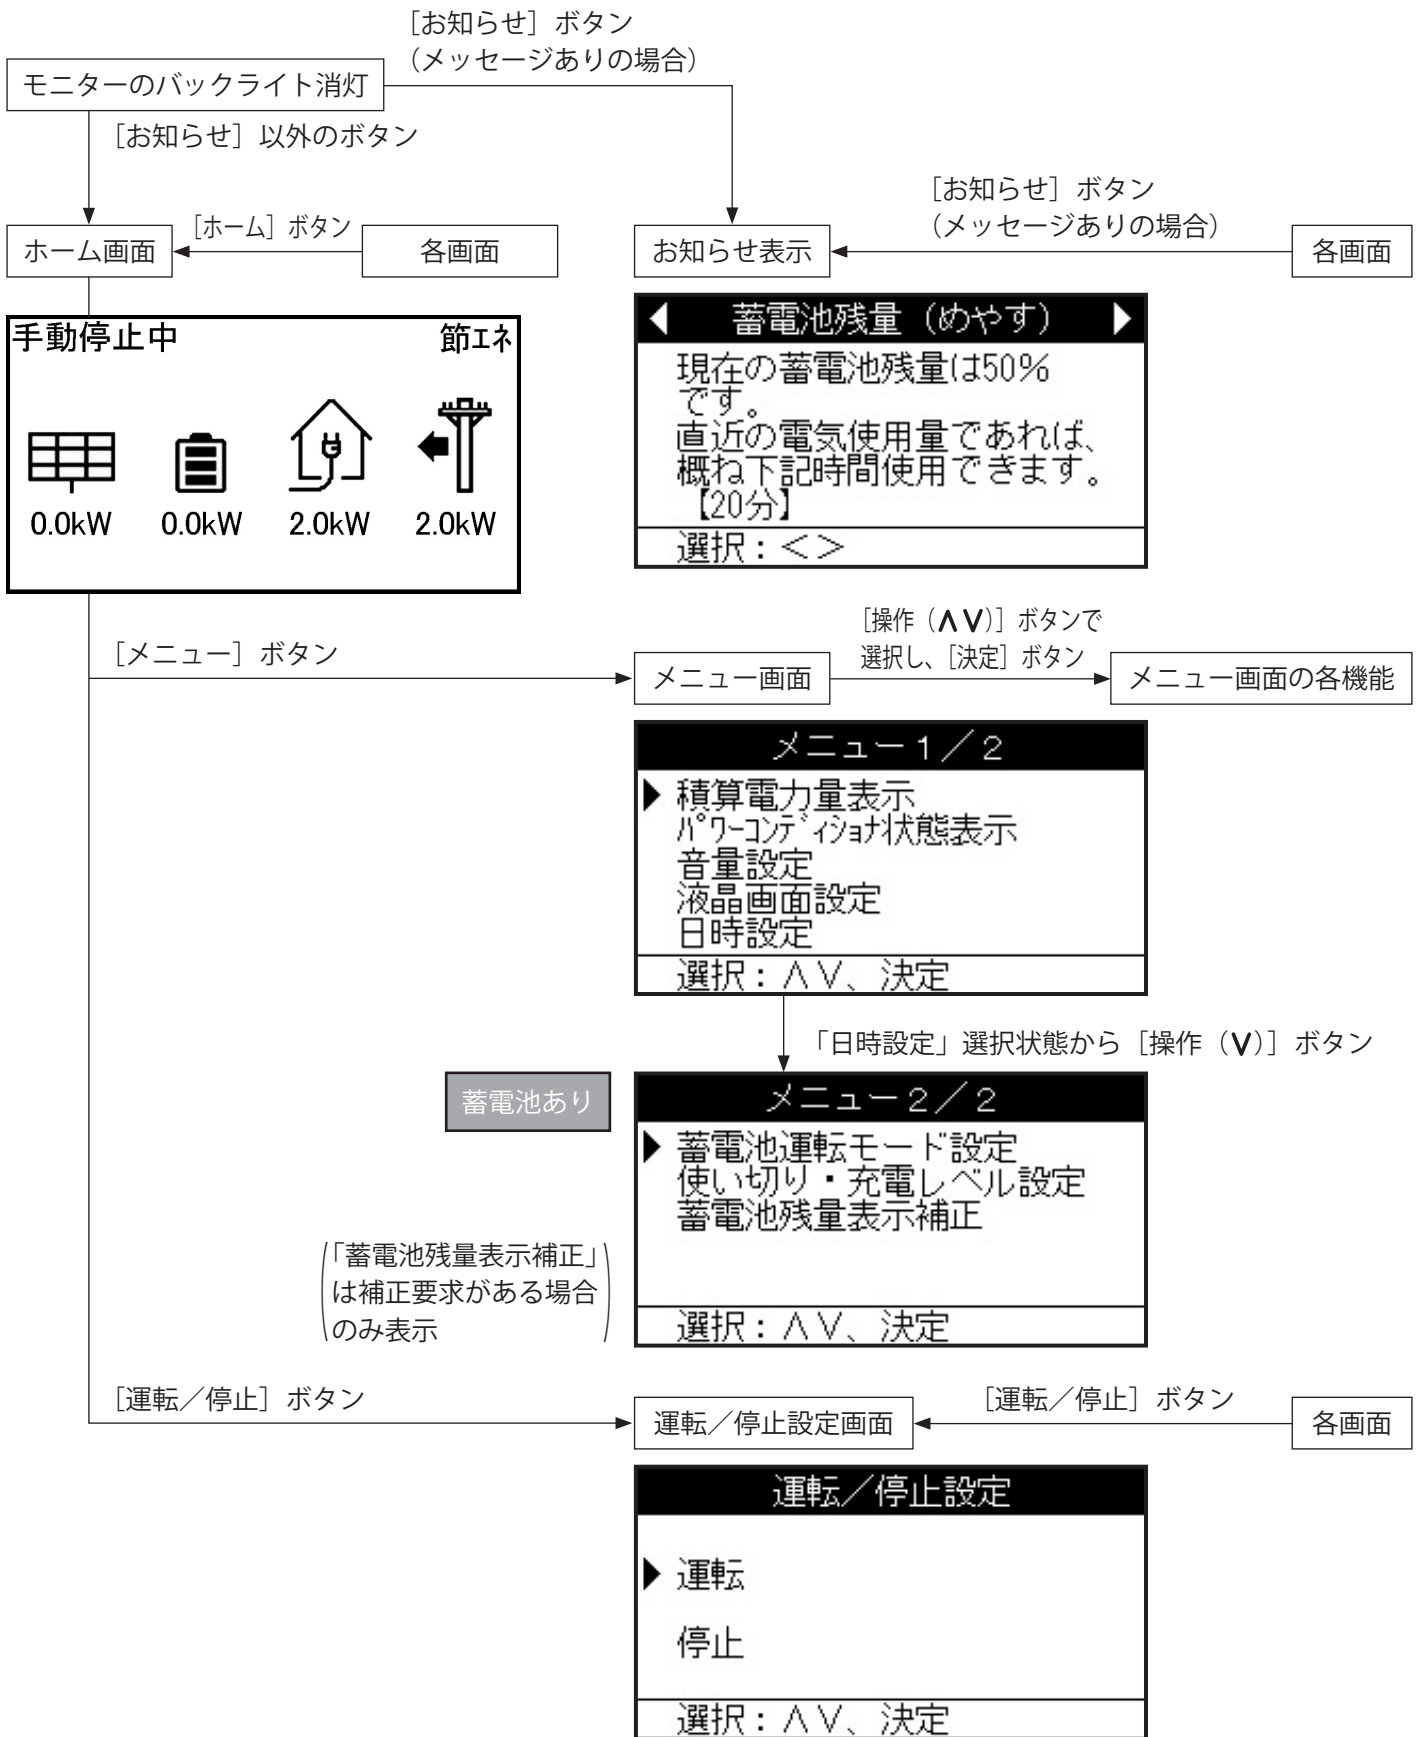 ［お知らせ］ボタン
（メッセージありの場合）
モニターのバックライト消灯
［お知らせ］以外のボタン
［お知らせ］ボタン
（メッセージありの場合）
［ホーム］ボタン
ホーム画面
各画面
お知らせ表示
各画面
手動停止中 節エネ
0.0kW 0.0kW 2.0kW 2.0kW
蓄電池残量（めやす）
現在の蓄電池残量は50%
です。
直近の電気使用量であれば、
概ね下記時間使用できます。
【20分】
選択：＜＞
［メニュー］ボタン
［操作（∧∨）］ボタンで
選択し、［決定］ボタン
メニュー画面
メニュー画面の各機能
メニュー１／２
積算電力量表示
ﾊﾟﾜｰｺﾝﾃﾞｨｼｮﾅ状態表示
音量設定
液晶画面設定
日時設定
選択：∧∨、決定
「日時設定」選択状態から［操作（∨）］ボタン
蓄電池あり
メニュー２／２
蓄電池運転モード設定
使い切り・充電レベル設定
蓄電池残量表示補正
選択：∧∨、決定
「蓄電池残量表示補正」
は補正要求がある場合
のみ表示
［運転／停止］ボタン
運転／停止設定画面
［運転／停止］ボタン
各画面
運転／停止設定
運転
停止
選択：∧∨、決定